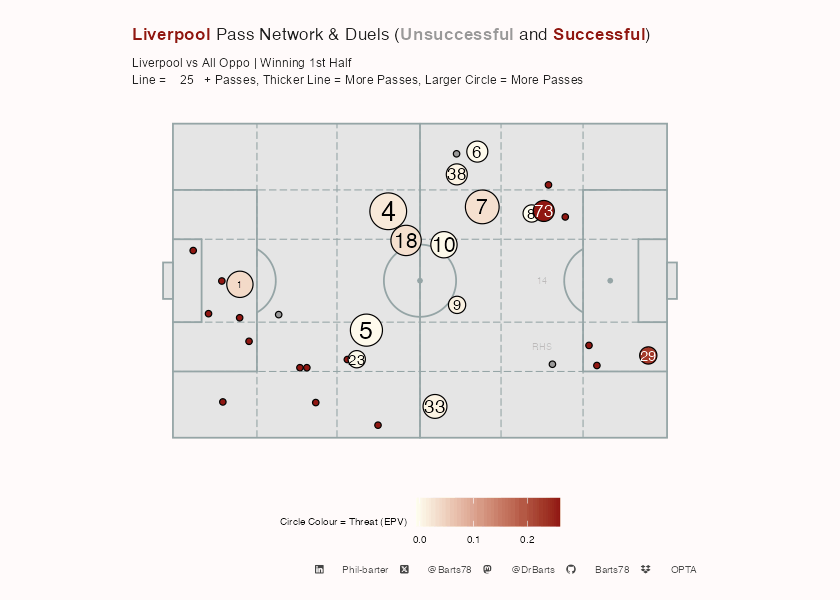 Liverpool Pass Network & Duels (Unsuccessful and Successful)
Liverpool vs All Oppo | Winning 1st Half
Line = 25 + Passes, Thicker Line = More Passes, Larger Circle = More Passes
6
38
4
7
8
73
18
10
1
14
9
5
RHS
23
29
33
Circle Colour = Threat (EPV)
0.0 0.1 0.2
Phil-barter @Barts78 @DrBarts Barts78 OPTA